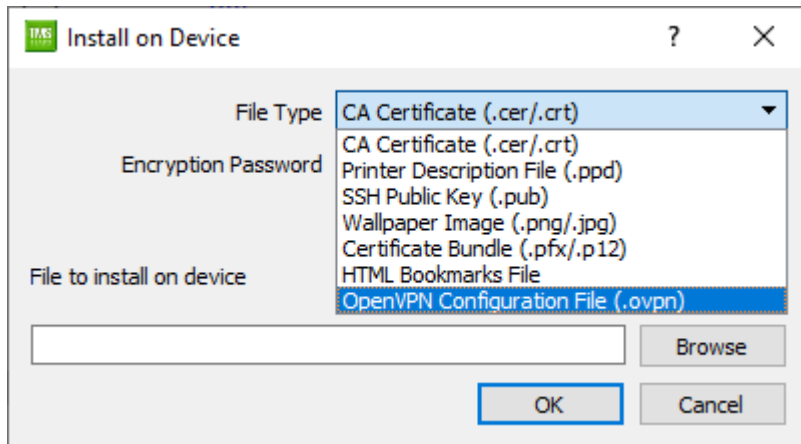 TMS
Install on Device
?
File Type
CA Certificate (.cer/.crt)
CA Certificate (.cer/.crt)
Printer Description File (.ppd)
SSH Public Key (.pub)
Wallpaper Image (.png/.jpg)
Certificate Bundle (.pfx/.p12)
HTML Bookmarks File
OpenVPN Configuration File (.ovpn)
Encryption Password
File to install on device
Browse
OK
Cancel